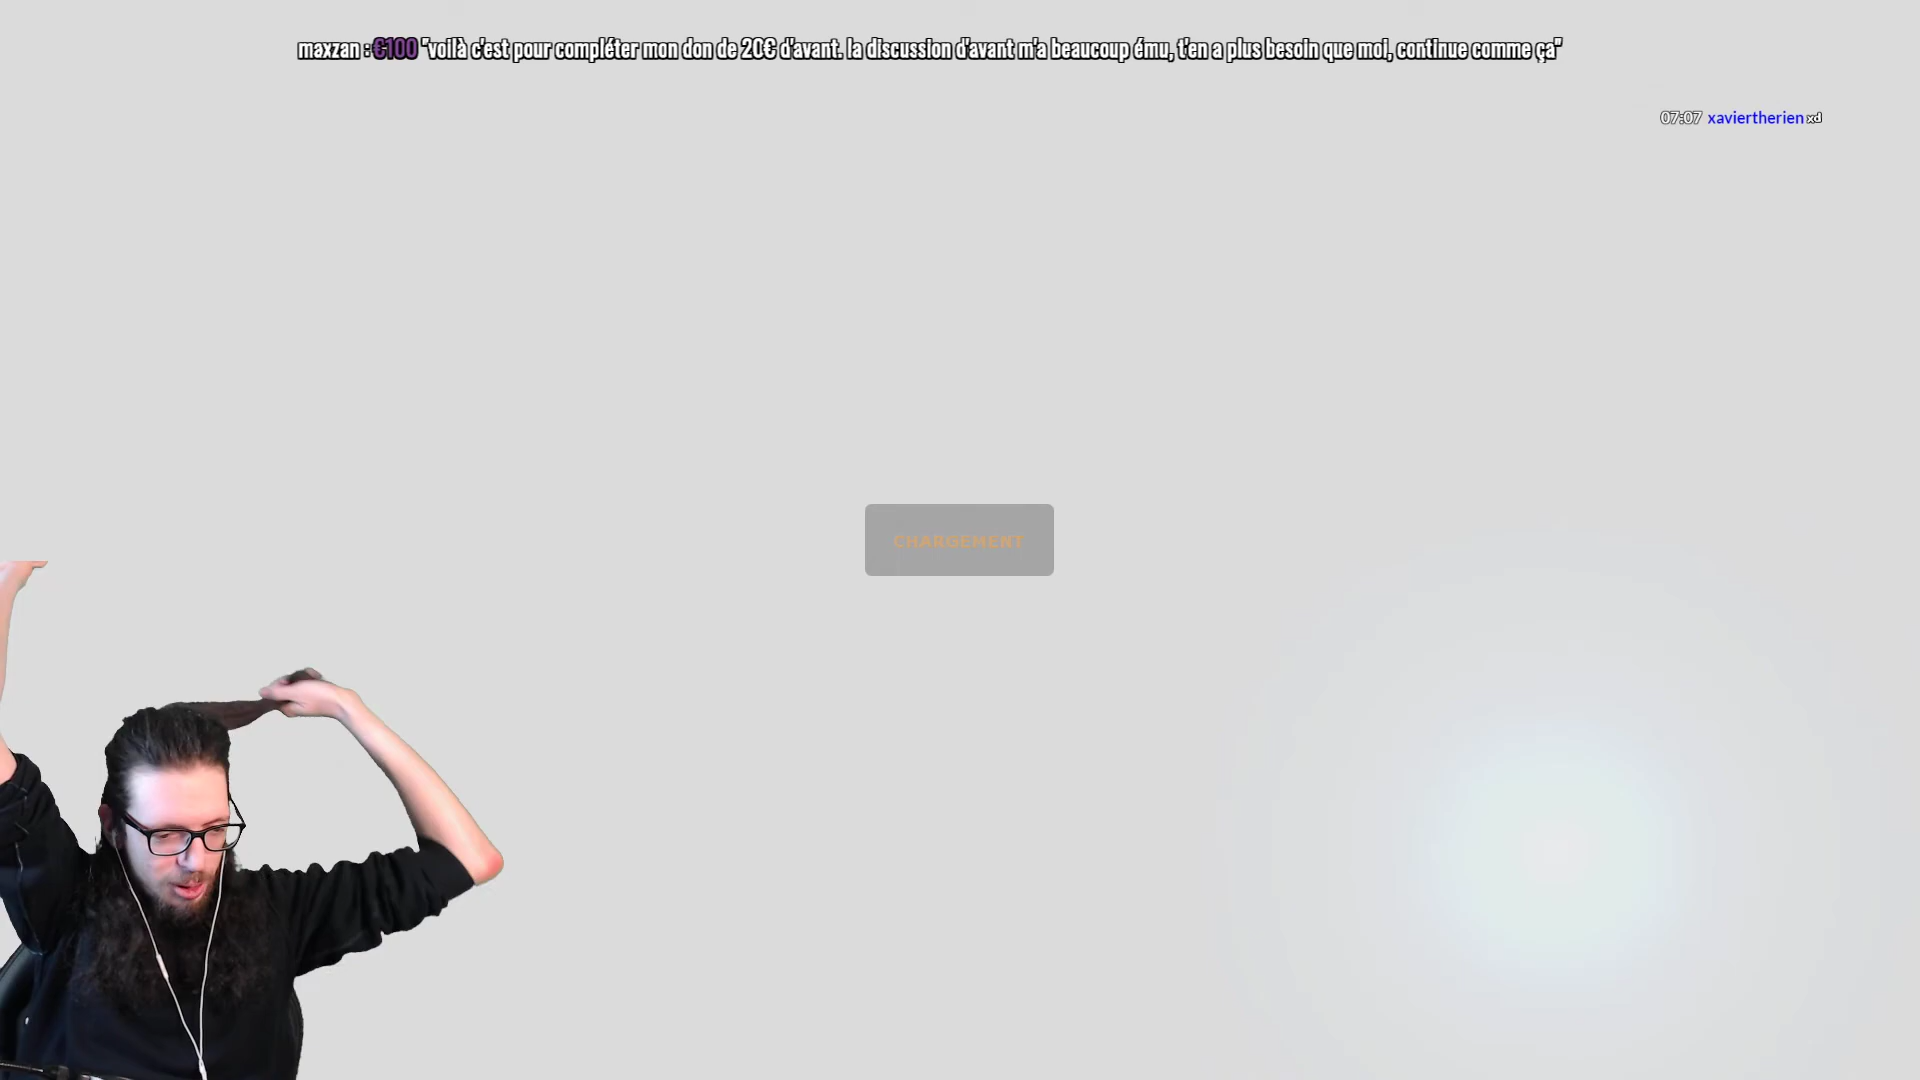 maxzan : €100 "voilà c'est pour compléter mon don de 20€ d'avant. la discussion d'avant m'a beaucoup ému, t'en a plus besoin que moi, continue comme ça"
07:07 xaviertherien xd
CHARGEMENT